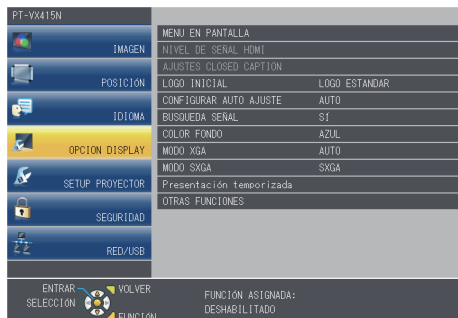 PT-VX415N
IMAGEN
POSICIÓN
IDIOMA
OPCION DISPLAY
SETUP PROYECTOR
SEGURIDAD
RED/USB
MENU EN PANTALLA
NIVEL DE SEÑAL HDMI
AJUSTES CLOSED CAPTION
LOGO INICIAL LOGO ESTANDAR
CONFIGURAR AUTO AJUSTE AUTO
BUSQUEDA SEÑAL SÍ
COLOR FONDO AZUL
MODO XGA AUTO
MODO SXGA SXGA
Presentación temporizada
OTRAS FUNCIONES
ENTRAR VOLVER
SELECCIÓN
FUNCIÓN
FUNCIÓN ASIGNADA:
DESHABILITADO